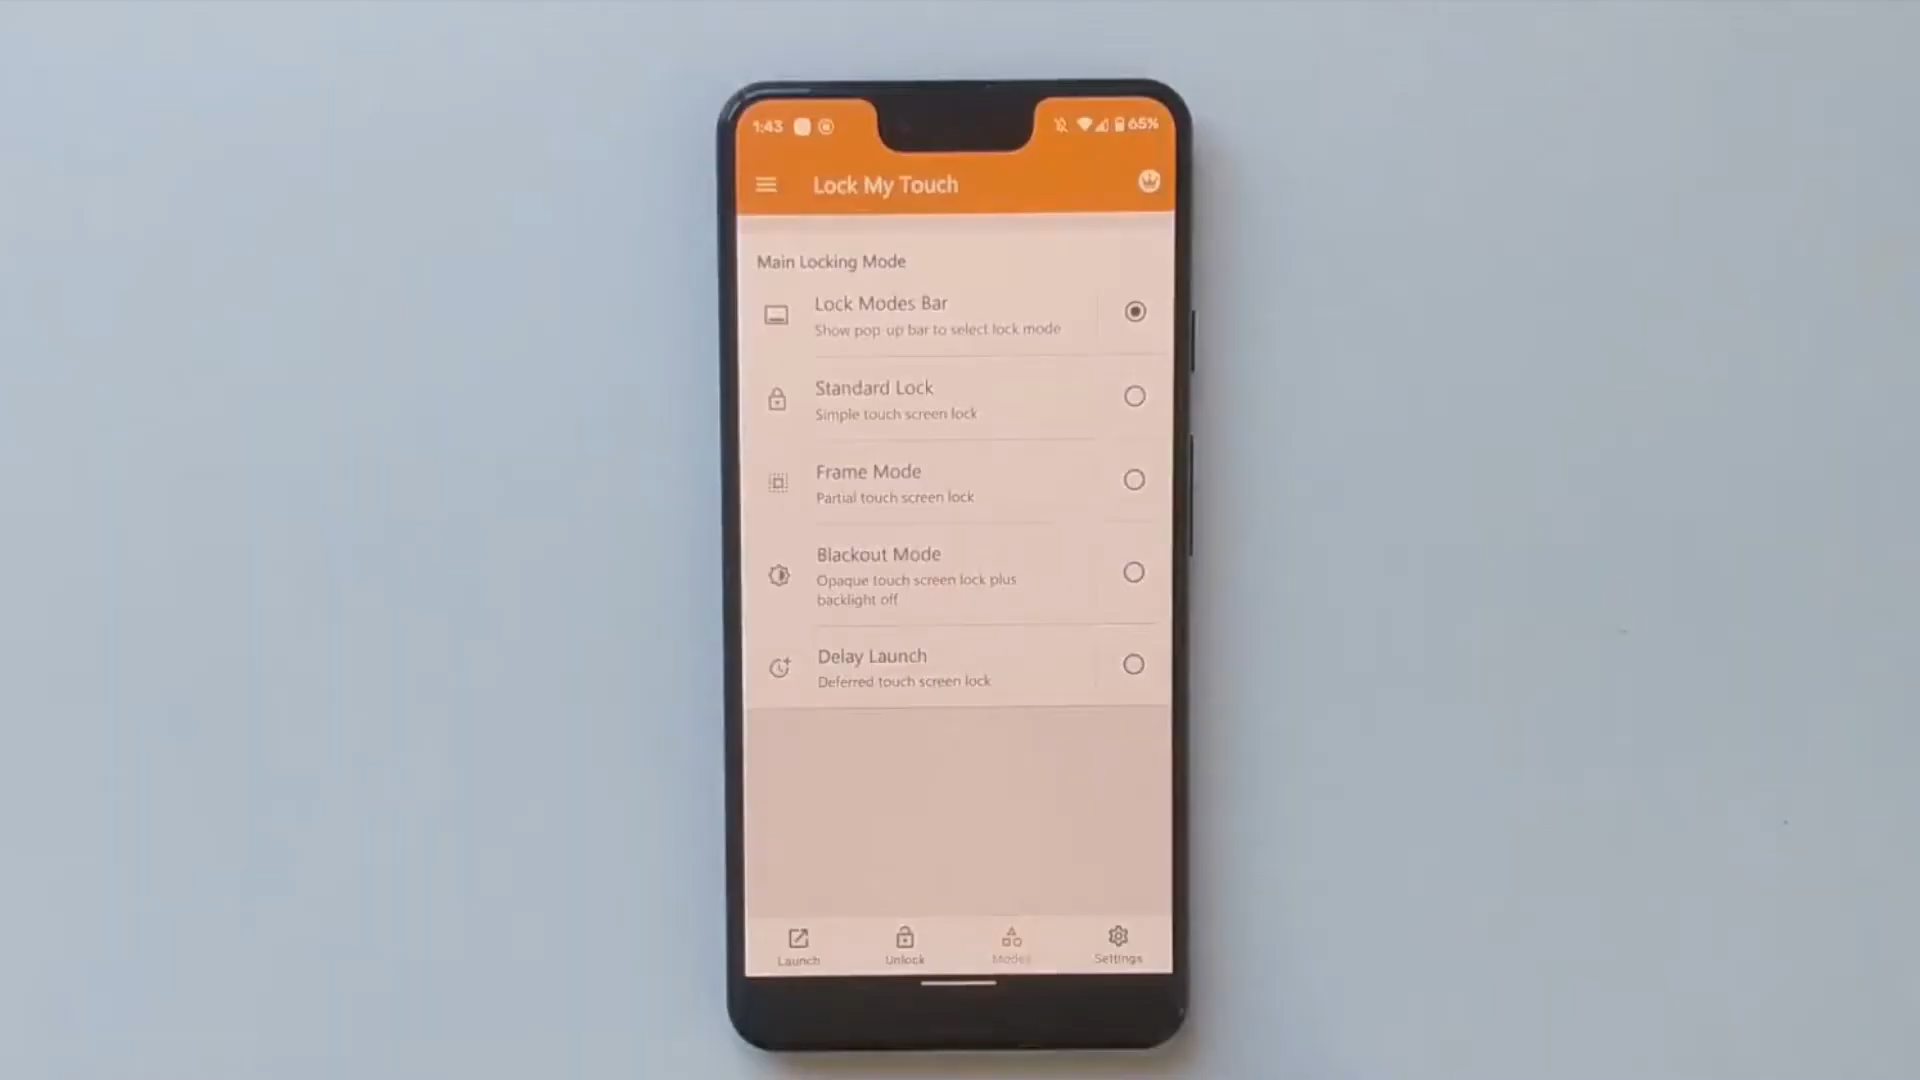 1:43
65%
Lock My Touch
Main Locking Mode
Lock Modes Bar
Show pop-up bar to select lock mode
Standard Lock
Simple touch screen lock
Frame Mode
Partial touch screen lock
Blackout Mode
Opaque touch screen lock plus
backlight off
Delay Launch
Deferred touch screen lock
Launch Unlock Modes Settings